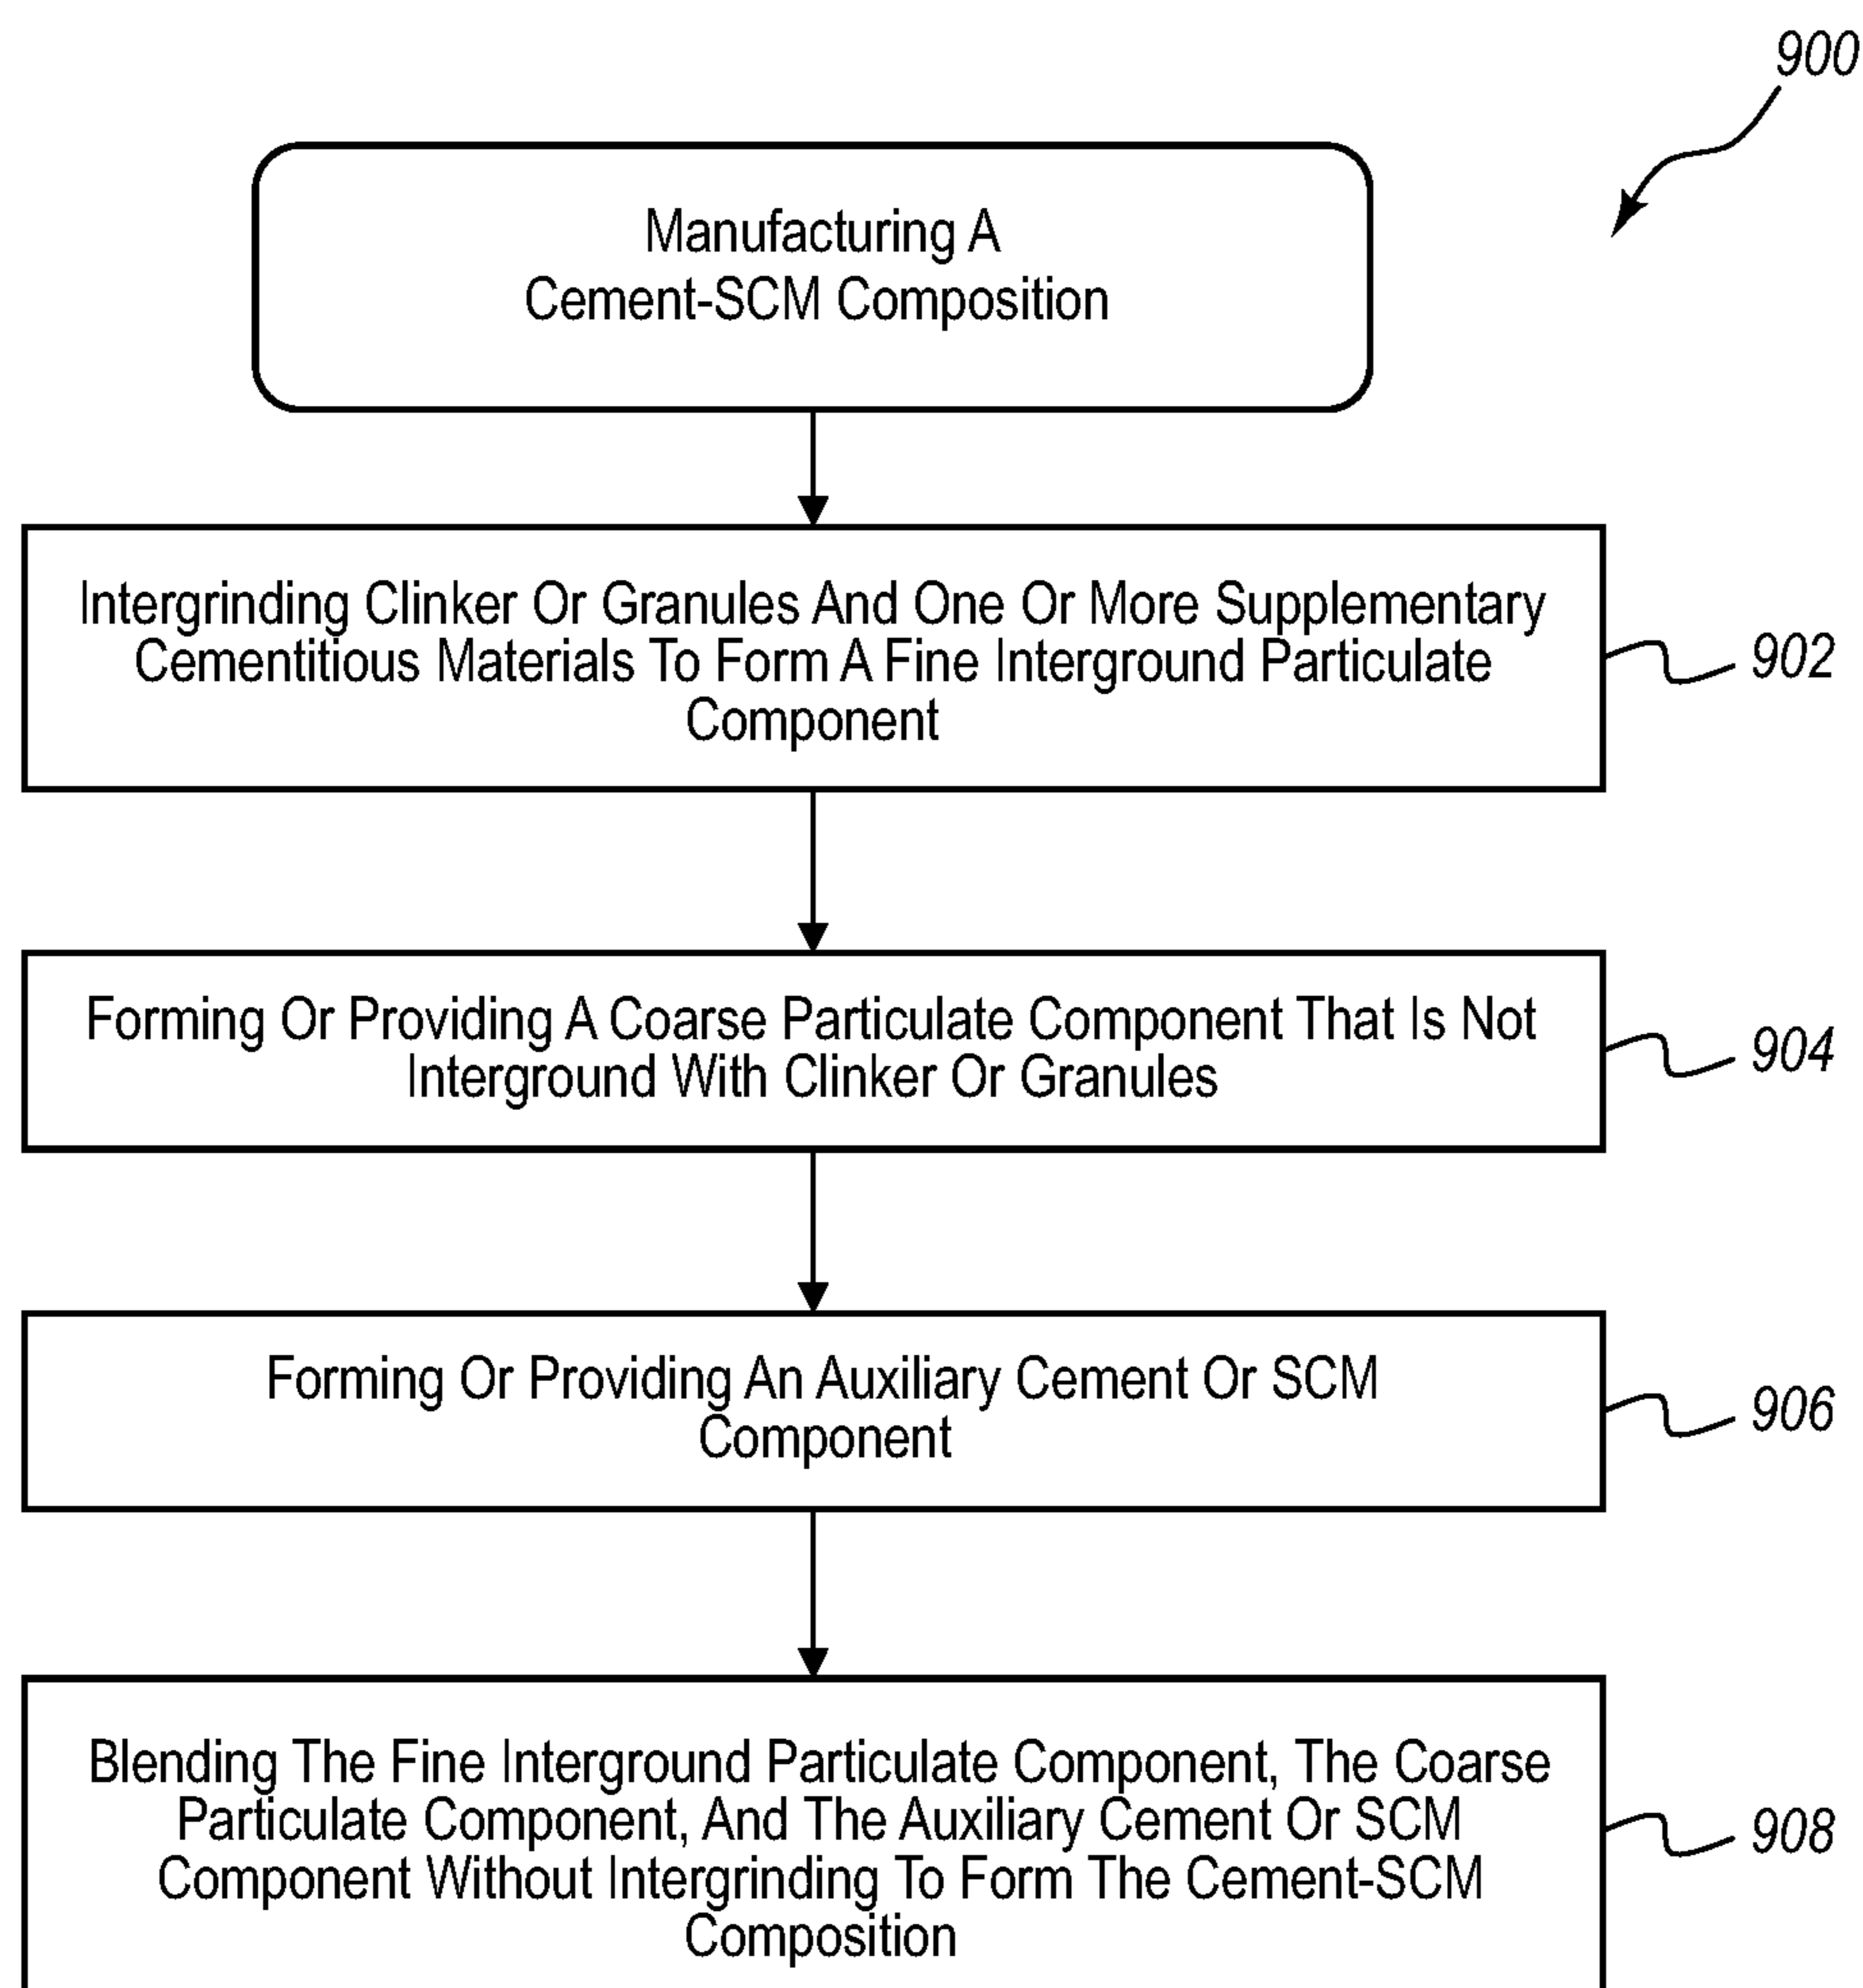 900
Manufacturing A
Cement-SCM Composition
Intergrinding Clinker Or Granules And One Or More Supplementary
Cementitious Materials To Form A Fine Interground Particulate
Component
902
Forming Or Providing A Coarse Particulate Component That Is Not
Interground With Clinker Or Granules
904
Forming Or Providing An Auxiliary Cement Or SCM
Component
906
Blending The Fine Interground Particulate Component, The Coarse
Particulate Component, And The Auxiliary Cement Or SCM
Component Without Intergrinding To Form The Cement-SCM
Composition
908